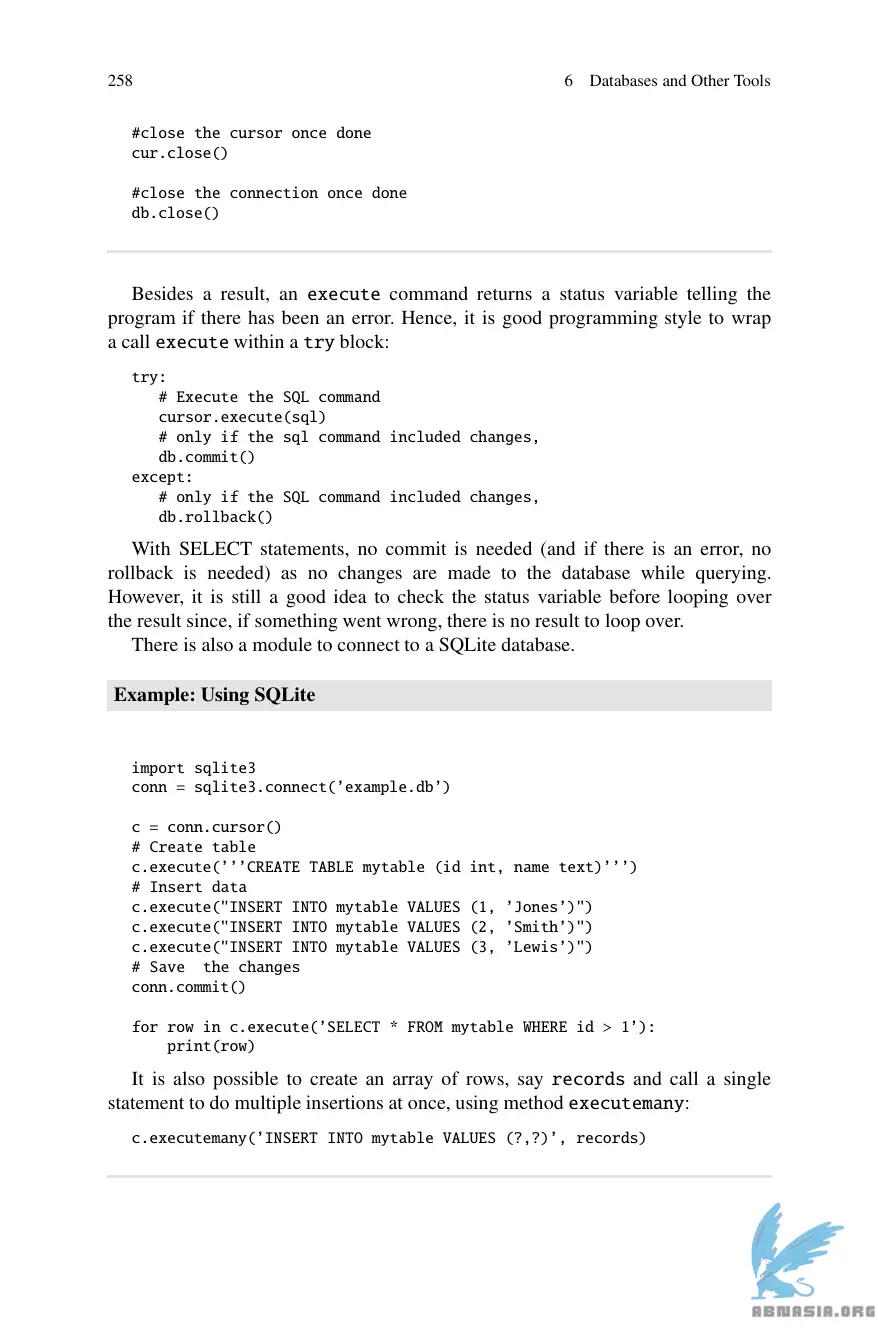 258 6 Databases and Other Tools
#close the cursor once done
cur.close()
#close the connection once done
db.close()
Besides a result, an execute command returns a status variable telling the
program if there has been an error. Hence, it is good programming style to wrap
a call execute within a try block:
try:
   # Execute the SQL command
   cursor.execute(sql)
   # only if the sql command included changes,
   db.commit()
except:
   # only if the SQL command included changes,
   db.rollback()
With SELECT statements, no commit is needed (and if there is an error, no
rollback is needed) as no changes are made to the database while querying.
However, it is still a good idea to check the status variable before looping over
the result since, if something went wrong, there is no result to loop over.
There is also a module to connect to a SQLite database.
Example: Using SQLite
import sqlite3
conn = sqlite3.connect(’example.db’)
c = conn.cursor()
# Create table
c.execute(’’’CREATE TABLE mytable (id int, name text)’’’)
# Insert data
c.execute("INSERT INTO mytable VALUES (1, ’Jones’)")
c.execute("INSERT INTO mytable VALUES (2, ’Smith’)")
c.execute("INSERT INTO mytable VALUES (3, ’Lewis’)")
# Save  the changes
conn.commit()
for row in c.execute(’SELECT * FROM mytable WHERE id > 1’):
    print(row)
It is also possible to create an array of rows, say records and call a single
statement to do multiple insertions at once, using method executemany:
c.executemany(’INSERT INTO mytable VALUES (?,?)’, records)
ABNASIA.ORG